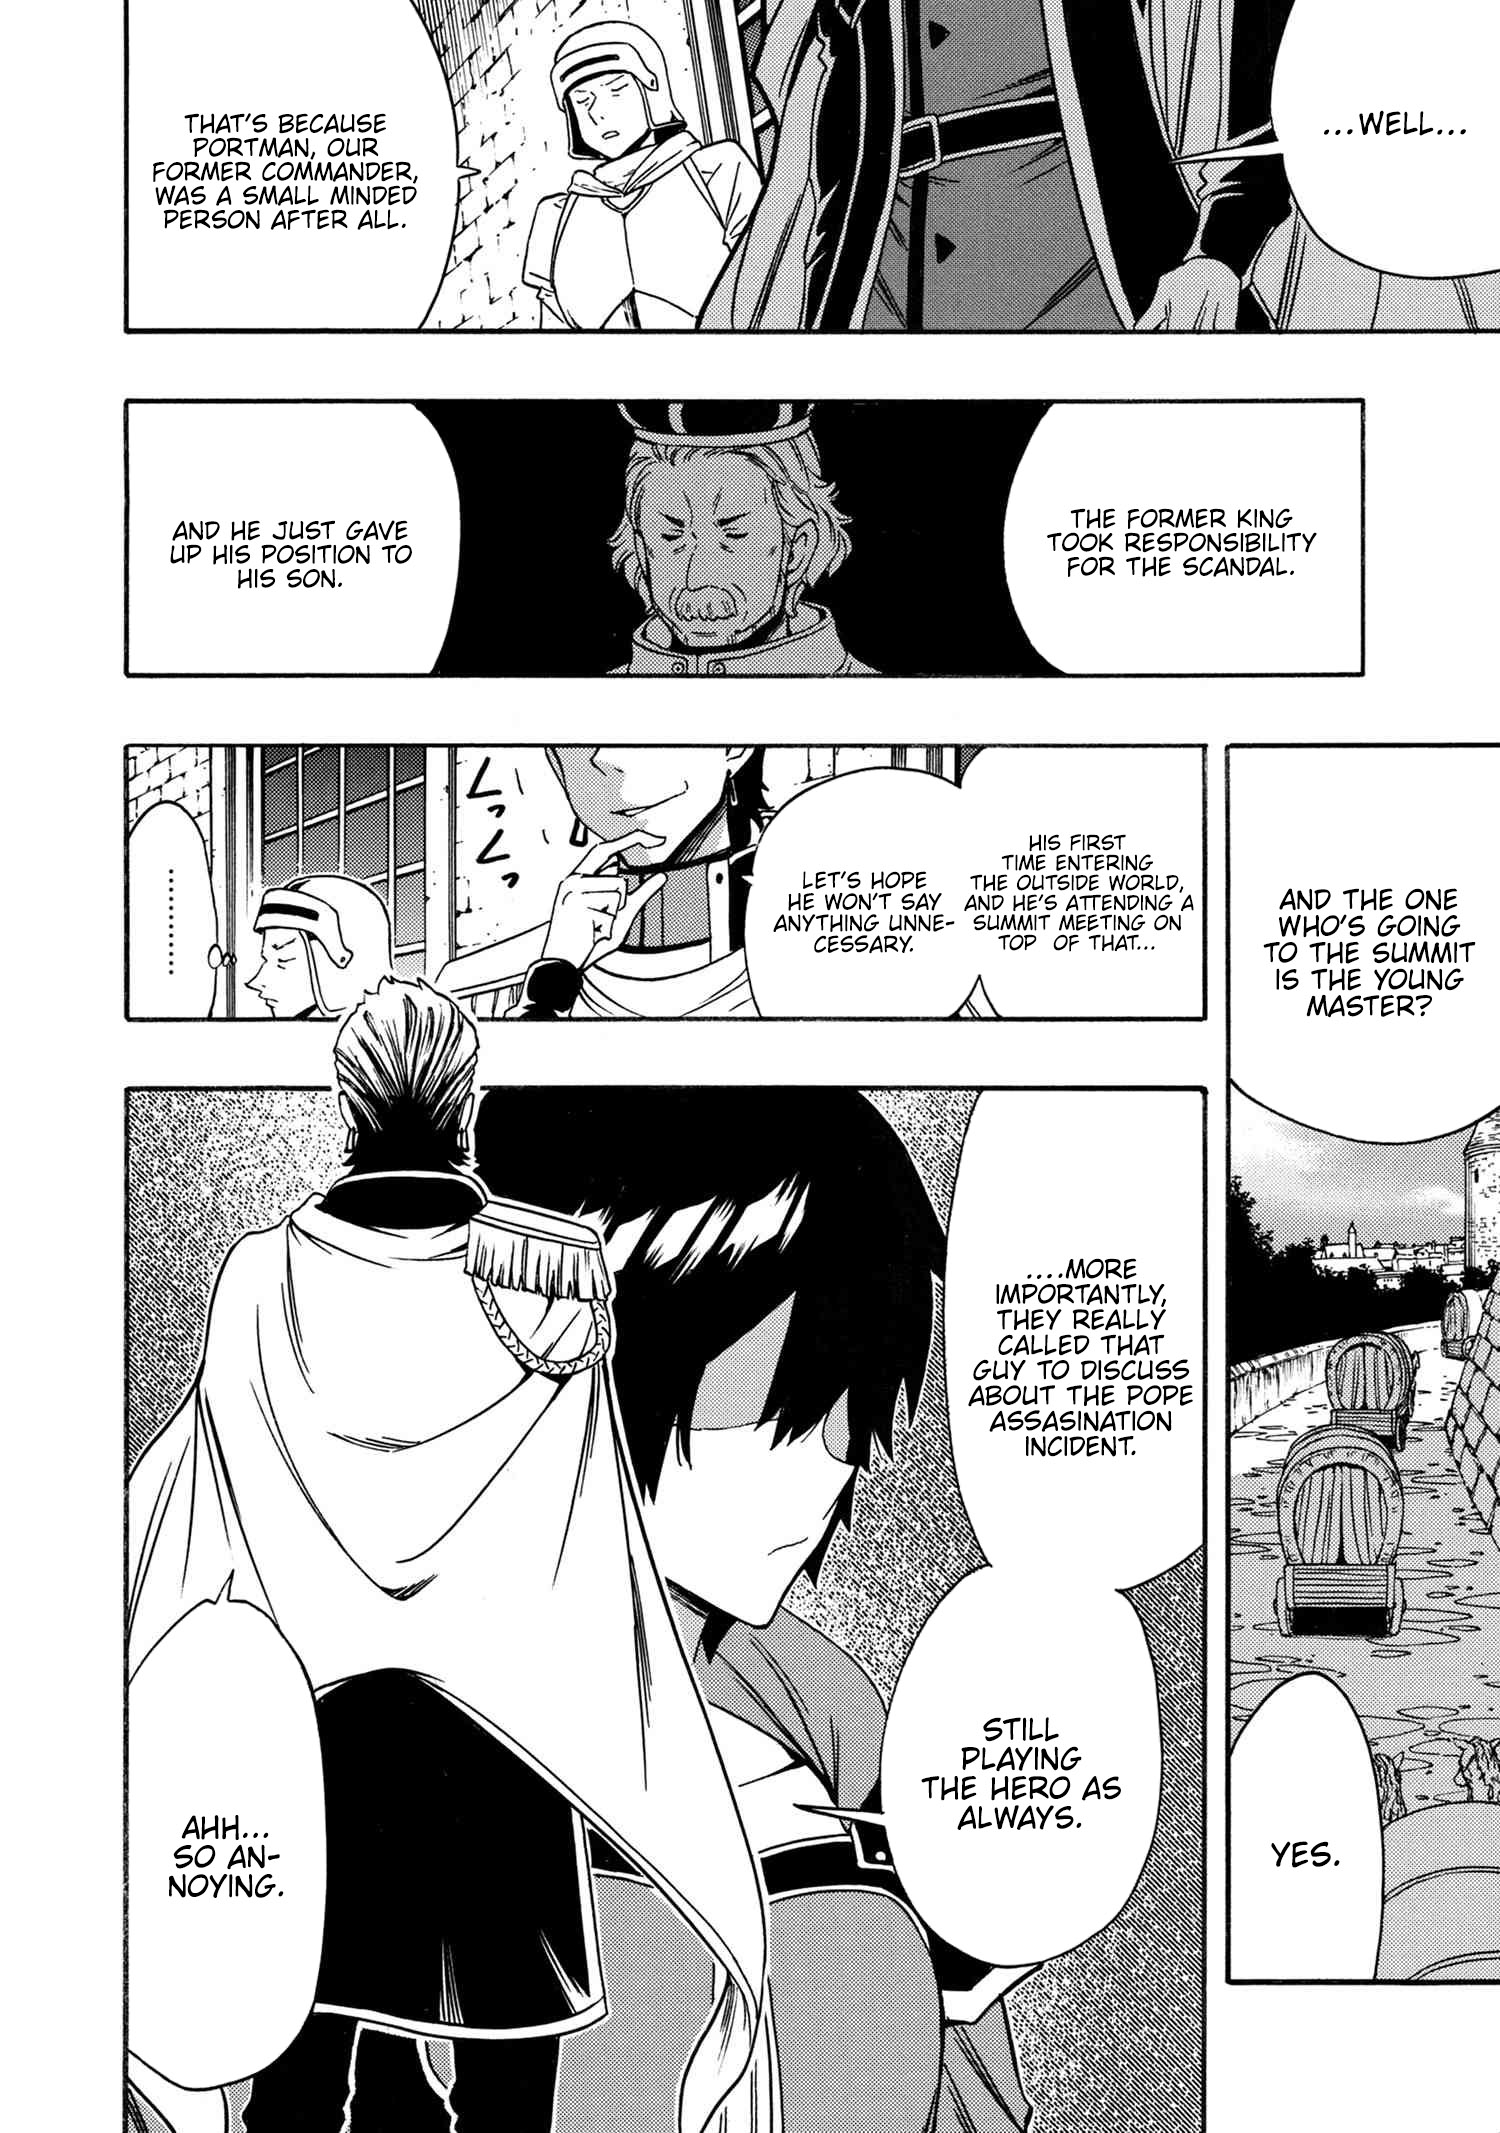 ...WELL...
THAT'S BECAUSE
PORTMAN, OUR
FORMER COMMANDER,
WAS A SMALL MINDED
PERSON AFTER ALL.
THE FORMER KING
TOOK RESPONSIBILITY
FOR THE SCANDAL.
AND HE JUST GAVE
UP HIS POSITION TO
HIS SON.
AND THE ONE
WHO'S GOING
TO THE SUMMIT
IS THE YOUNG
MASTER?
YES.
HIS FIRST
TIME ENTERING
THE OUTSIDE WORLD,
AND HE'S ATTENDING A
SUMMIT MEETING ON
TOP OF THAT...
LET'S HOPE
HE WON'T SAY
ANYTHING UNNE-
CESSARY.
くっくっ
..........
....MORE
IMPORTANTLY,
THEY REALLY
CALLED THAT
GUY TO DISCUSS
ABOUT THE POPE
ASSASINATION
INCIDENT.
STILL
PLAYING
THE HERO AS
ALWAYS.
AHH...
SO AN-
NOYING.